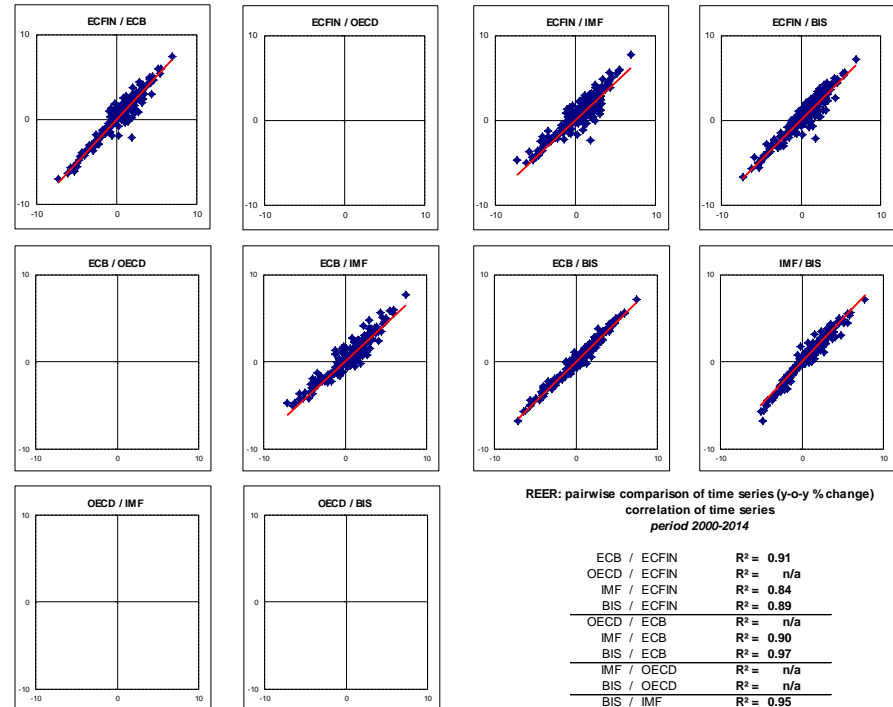 ECFIN / ECB
10
0
-10
-10
0
10
ECFIN / OECD
10
0
-10
-10
0
10
ECFIN / IMF
10
0
-10
-10
0
10
ECFIN / BIS
10
0
-10
-10
0
10
ECB / OECD
10
0
-10
-10
0
10
ECB / IMF
10
0
-10
-10
0
10
ECB / BIS
10
0
-10
-10
0
10
IMF / BIS
10
0
-10
-10
0
10
OECD / IMF
10
0
-10
-10
0
10
OECD / BIS
10
0
-10
-10
0
10
REER: pairwise comparison of time series (y-o-y % change)
correlation of time series
period 2000-2014
ECB / ECFIN R² = 0.91
OECD / ECFIN R² = n/a
IMF / ECFIN R² = 0.84
BIS / ECFIN R² = 0.89
OECD / ECB R² = n/a
IMF / ECB R² = 0.90
BIS / ECB R² = 0.97
IMF / OECD R² = n/a
BIS / OECD R² = n/a
BIS / IMF R² = 0.95